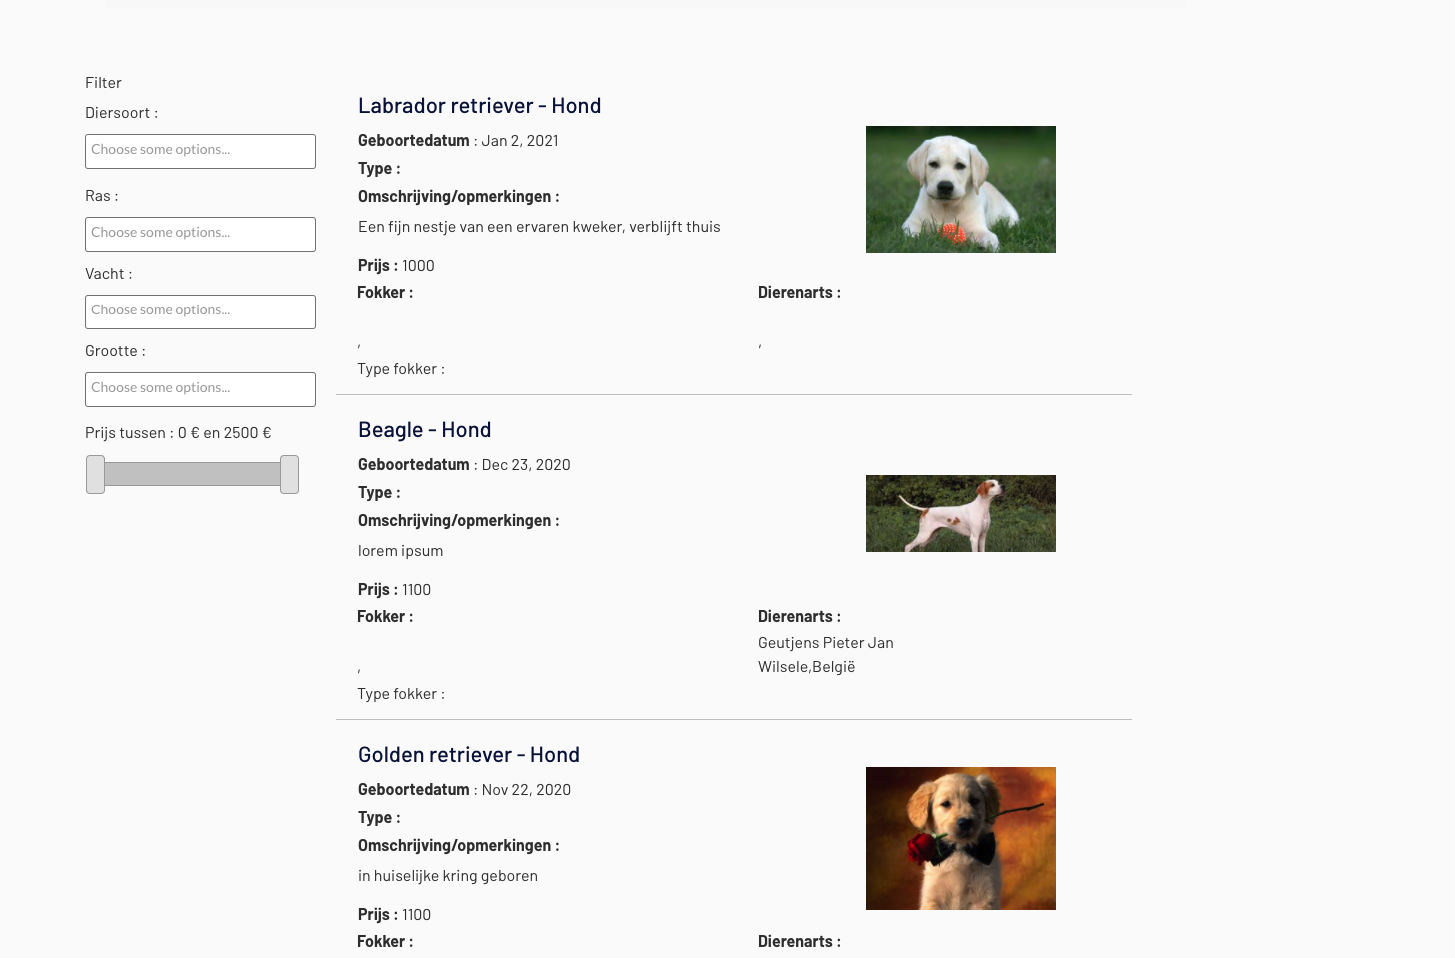 Filter
Diersoort :
Choose some options...
Ras :
Choose some options...
Vacht :
Choose some options...
Grootte :
Choose some options...
Prijs tussen : 0 € en 2500 €
Labrador retriever - Hond
Geboortedatum : Jan 2, 2021
Type :
Omschrijving/opmerkingen :
Een fijn nestje van een ervaren kweker, verblijft thuis
Prijs : 1000
Fokker :
,
Type fokker :
Dierenarts :
,
Beagle - Hond
Geboortedatum : Dec 23, 2020
Type :
Omschrijving/opmerkingen :
lorem ipsum
Prijs : 1100
Fokker :
,
Type fokker :
Dierenarts :
Geutjens Pieter Jan
Wilsele,België
Golden retriever - Hond
Geboortedatum : Nov 22, 2020
Type :
Omschrijving/opmerkingen :
in huiselijke kring geboren
Prijs : 1100
Fokker :
Dierenarts :